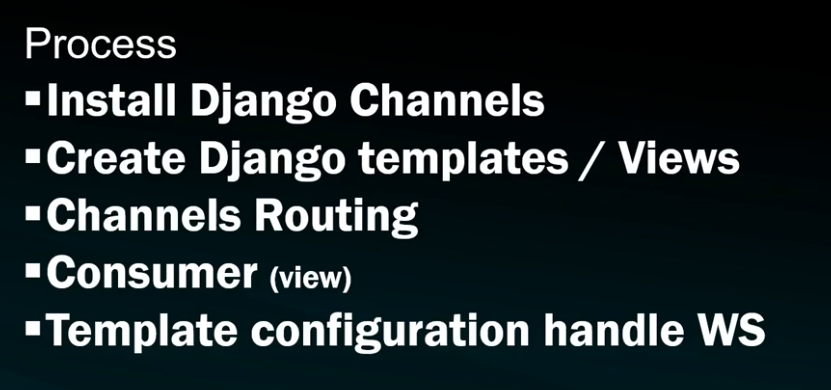 Process
▪Install Django Channels
▪Create Django templates / Views
▪Channels Routing
▪Consumer (view)
▪Template configuration handle WS